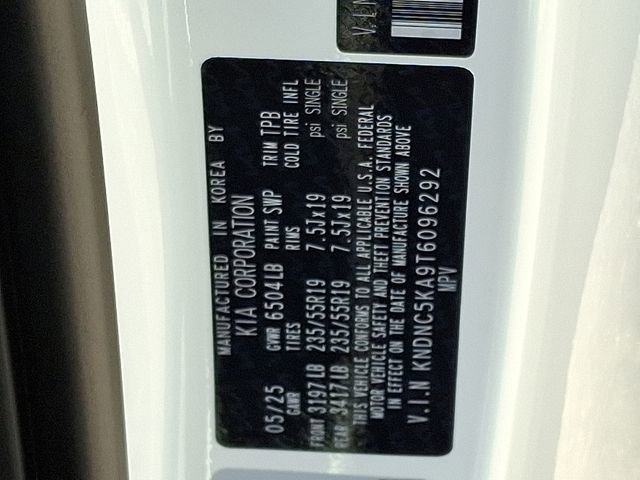 V.I.N
MANUFACTURED IN KOREA BY
KIA CORPORATION
05/25 GVWR 6504LB PAINT SWP TRIM TPB
GAWR TIRES RIMS COLD TIRE INFL
FRONT 3197LB 235/55R19 7.5Jx19 psi SINGLE
REAR 3417LB 235/55R19 7.5Jx19 psi SINGLE
THIS VEHICLE CONFORMS TO ALL APPLICABLE U.S.A. FEDERAL
MOTOR VEHICLE SAFETY AND THEFT PREVENTION STANDARDS
IN EFFECT ON THE DATE OF MANUFACTURE SHOWN ABOVE
V.I.N KNDNC5KA9T6096292
MPV